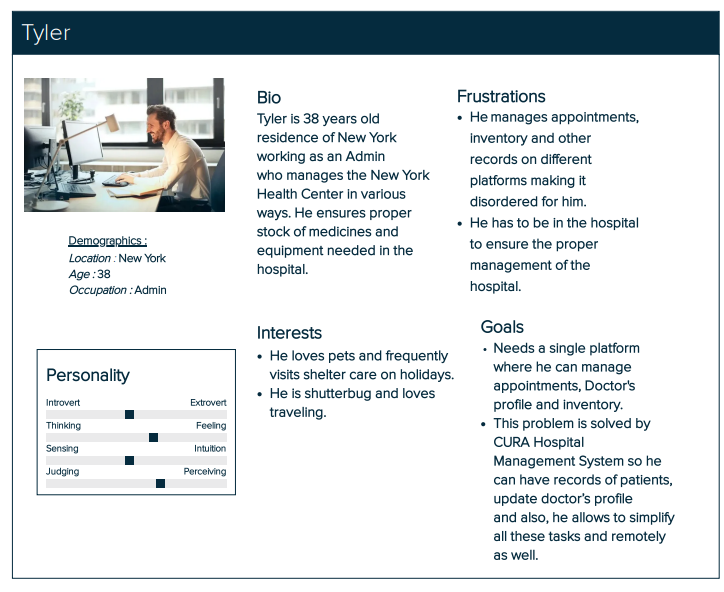 Tyler
Bio
Tyler is 38 years old
residence of New York
working as an Admin
who manages the New York
Health Center in various
ways. He ensures proper
stock of medicines and
equipment needed in the
hospital.
Frustrations
• He manages appointments,
inventory and other
records on different
platforms making it
disordered for him.
• He has to be in the hospital
to ensure the proper
management of the
hospital.
Demographics :
Location : New York
Age : 38
Occupation : Admin
Personality
Introvert Extrovert
Thinking Feeling
Sensing Intuition
Judging Perceiving
Interests
• He loves pets and frequently
visits shelter care on holidays.
• He is shutterbug and loves
traveling.
Goals
• Needs a single platform
where he can manage
appointments, Doctor's
profile and inventory.
• This problem is solved by
CURA Hospital
Management System so he
can have records of patients,
update doctor's profile
and also, he allows to simplify
all these tasks and remotely
as well.